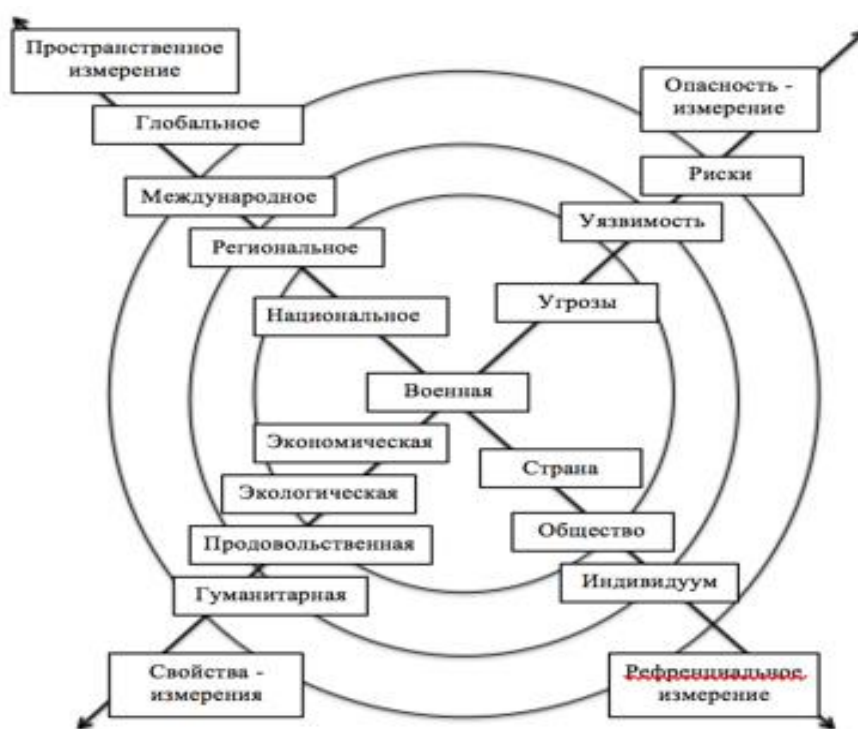 Пространственное
измерение
Опасность -
измерение
Глобальное
Риски
Международное
Уязвимость
Региональное
Угрозы
Национальное
Военная
Экономическая
Страна
Экологическая
Общество
Продовольственная
Индивидуум
Гуманитарная
Свойства -
измерения
Рефренциальное
измерение